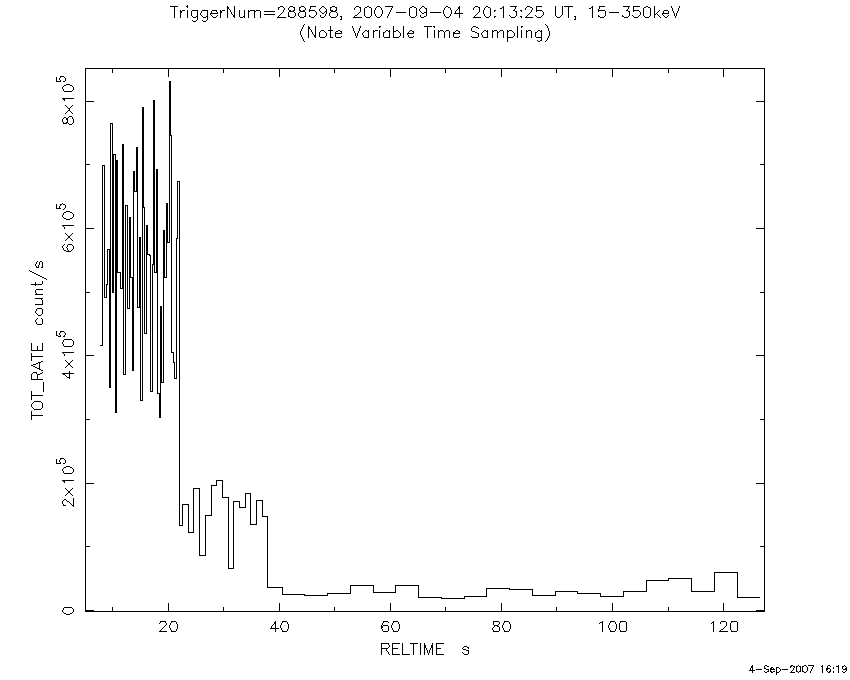 TriggerNum=288598, 2007-09-04 20:13:25 UT, 15-350keV
(Note Variable Time Sampling)
8×10⁵
6×10⁵
4×10⁵
2×10⁵
0
TOT_RATE count/s
20 40 60 80 100 120
RELTIME s
4-Sep-2007 16:19